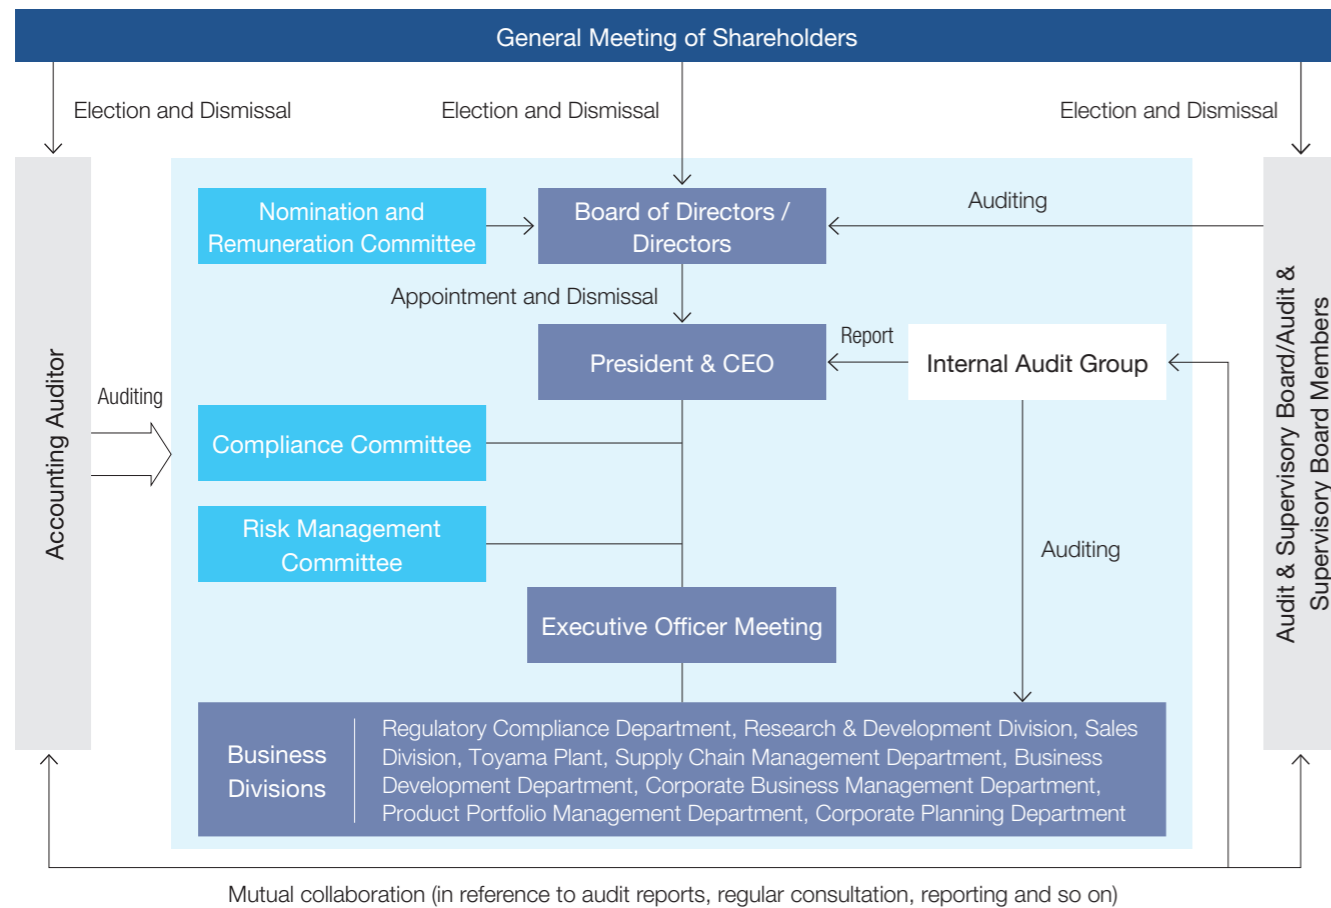 General Meeting of Shareholders
Election and Dismissal
Election and Dismissal
Election and Dismissal
Nomination and
Remuneration Committee
Board of Directors /
Directors
Auditing
Appointment and Dismissal
President & CEO
Report
Internal Audit Group
Accounting Auditor
Auditing
Audit & Supervisory Board/Audit &
Supervisory Board Members
Compliance Committee
Risk Management
Committee
Auditing
Executive Officer Meeting
Business
Divisions
Regulatory Compliance Department, Research & Development Division, Sales
Division, Toyama Plant, Supply Chain Management Department, Business
Development Department, Corporate Business Management Department,
Product Portfolio Management Department, Corporate Planning Department
Mutual collaboration (in reference to audit reports, regular consultation, reporting and so on)